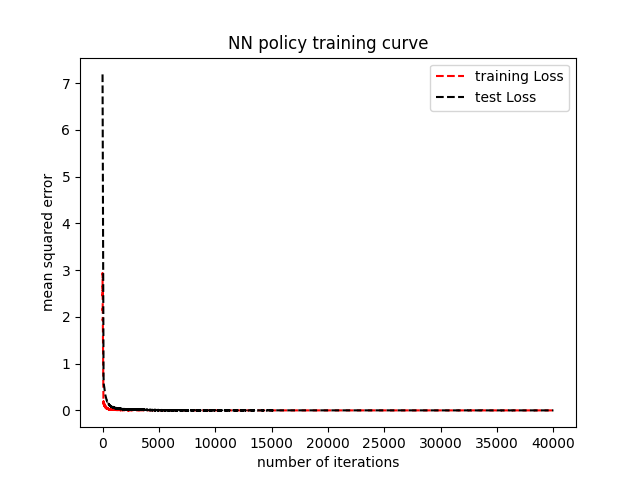 NN policy training curve
training Loss
test Loss
mean squared error
7
6
5
4
3
2
1
0
0 5000 10000 15000 20000 25000 30000 35000 40000
number of iterations